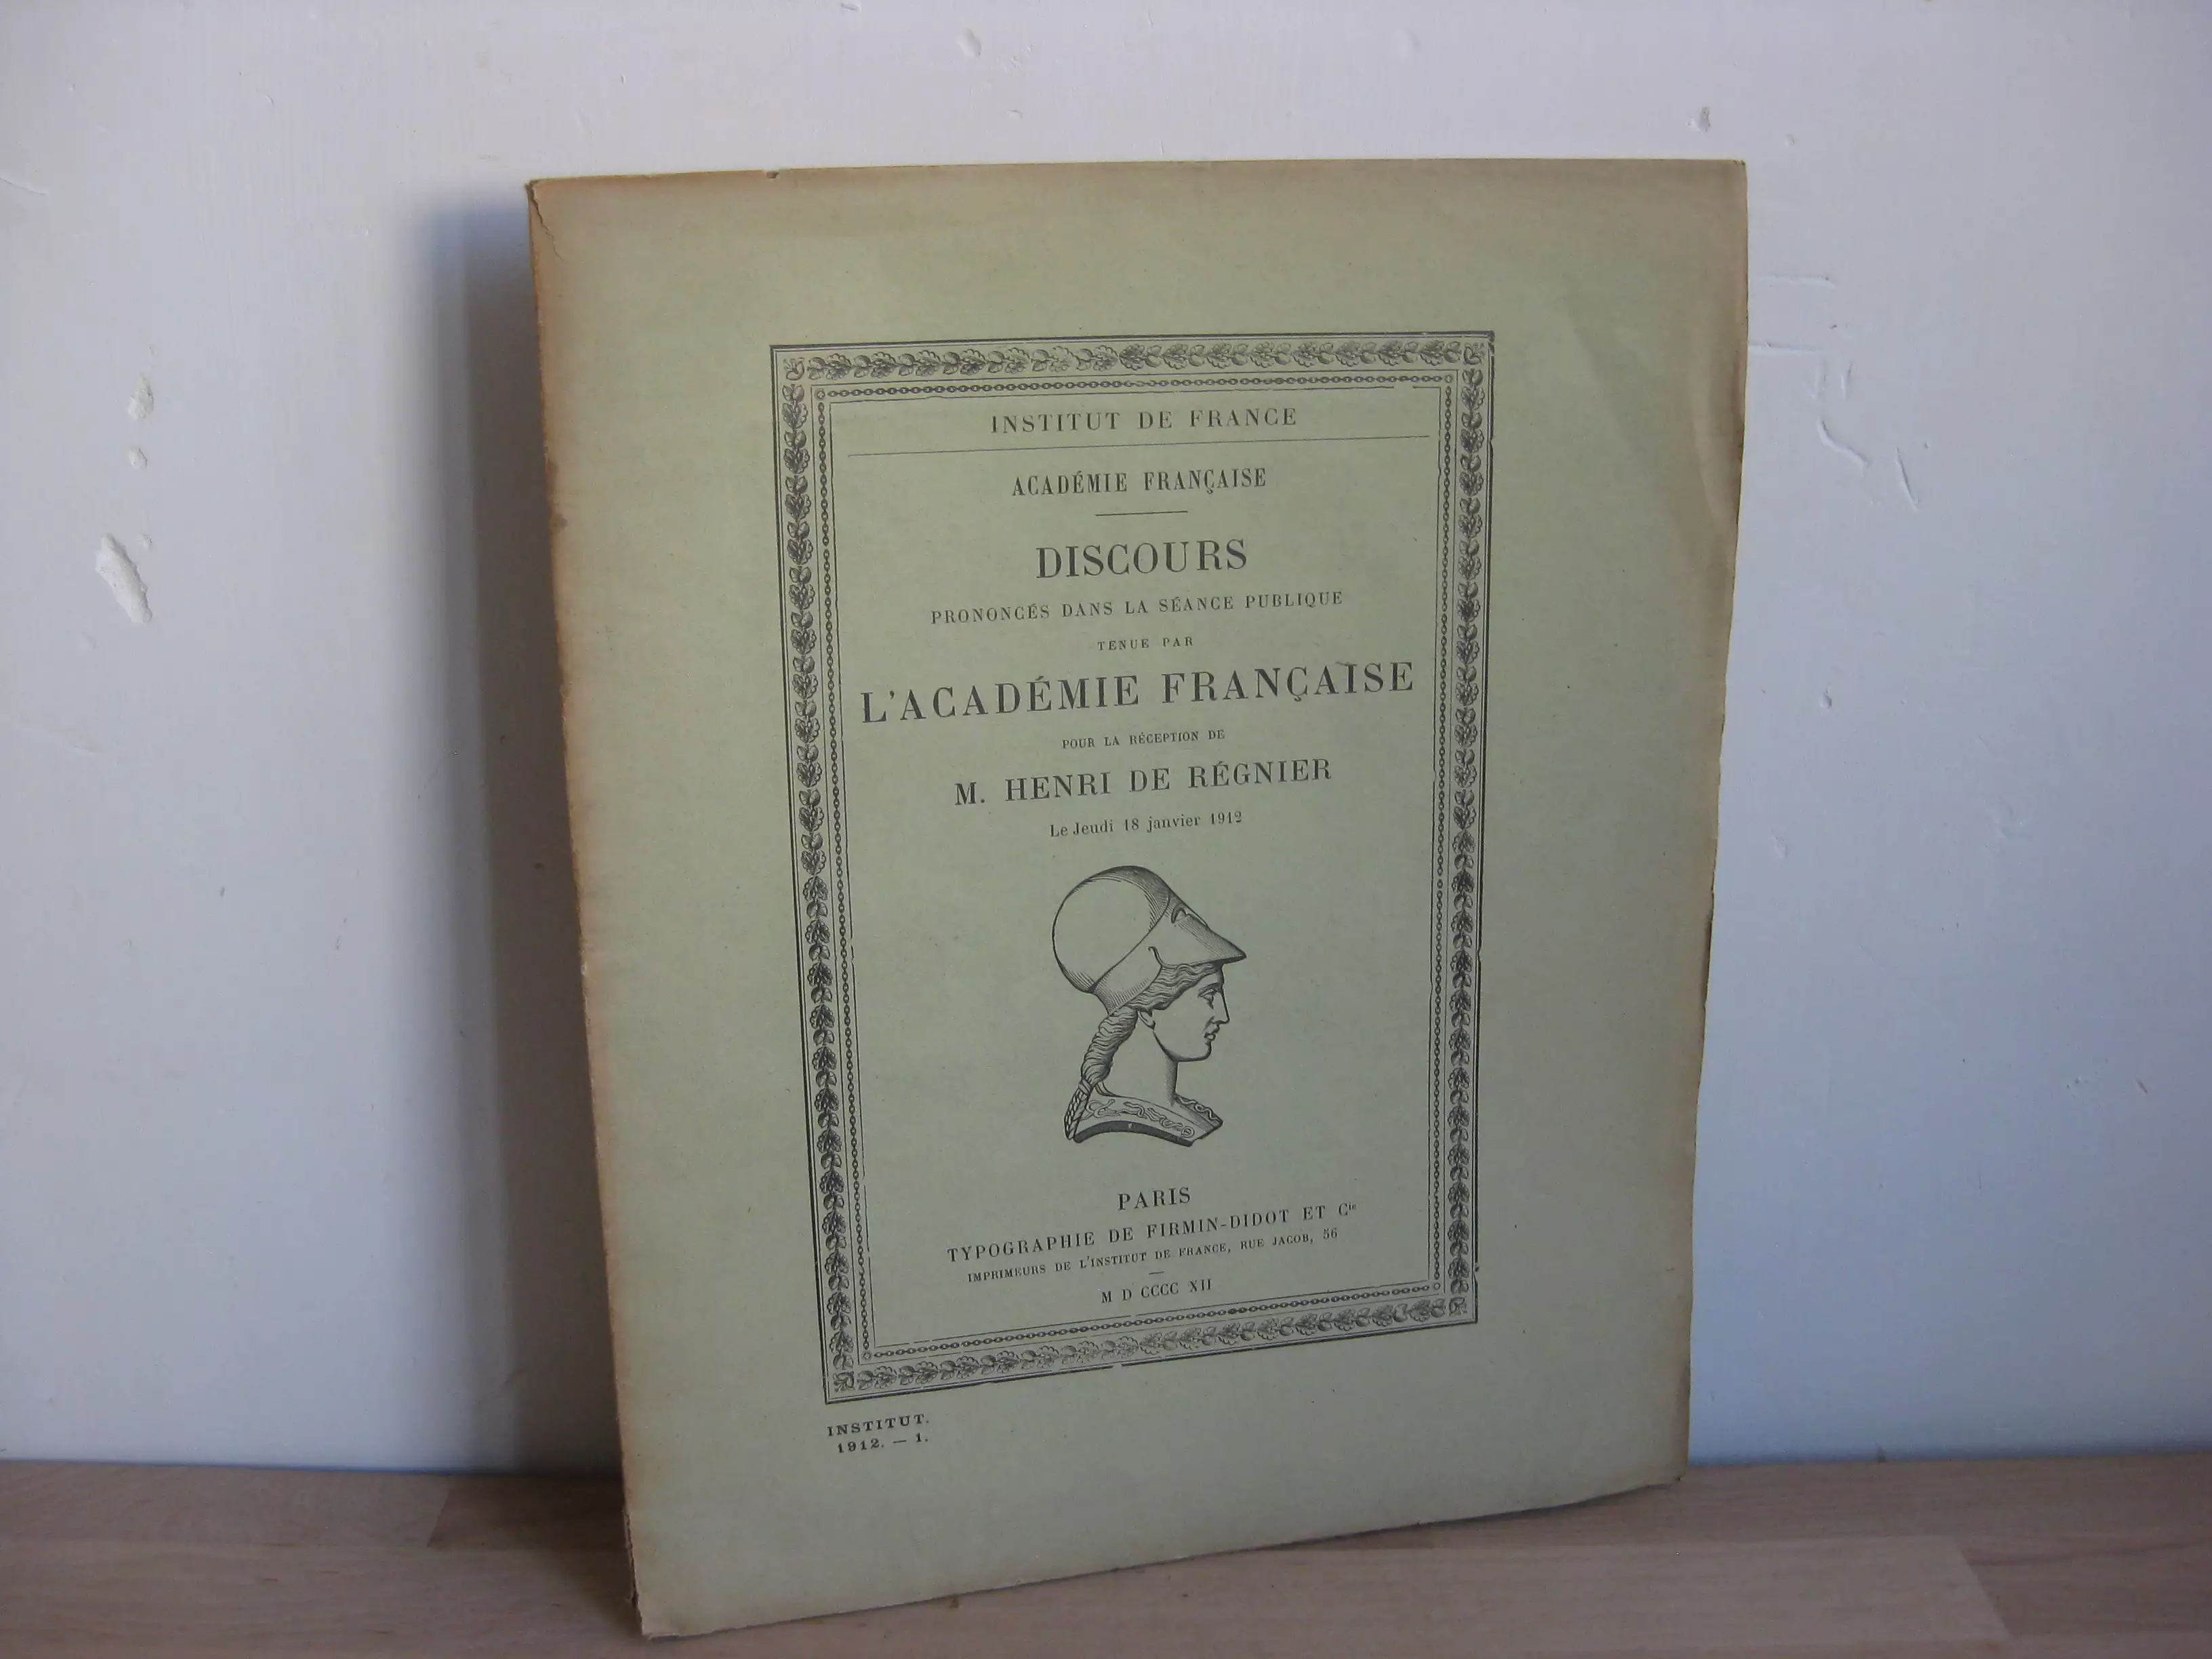 INSTITUT DE FRANCE
ACADÉMIE FRANÇAISE
DISCOURS
PRONONCÉS DANS LA SÉANCE PUBLIQUE
TENUE PAR
L'ACADÉMIE FRANÇAISE
POUR LA RÉCEPTION DE
M. HENRI DE RÉGNIER
Le Jeudi 18 janvier 1912
PARIS
TYPOGRAPHIE DE FIRMIN-DIDOT ET Cie
IMPRIMEURS DE L'INSTITUT DE FRANCE, RUE JACOB, 56
M D CCCC XII
INSTITUT.
1912. — 1.